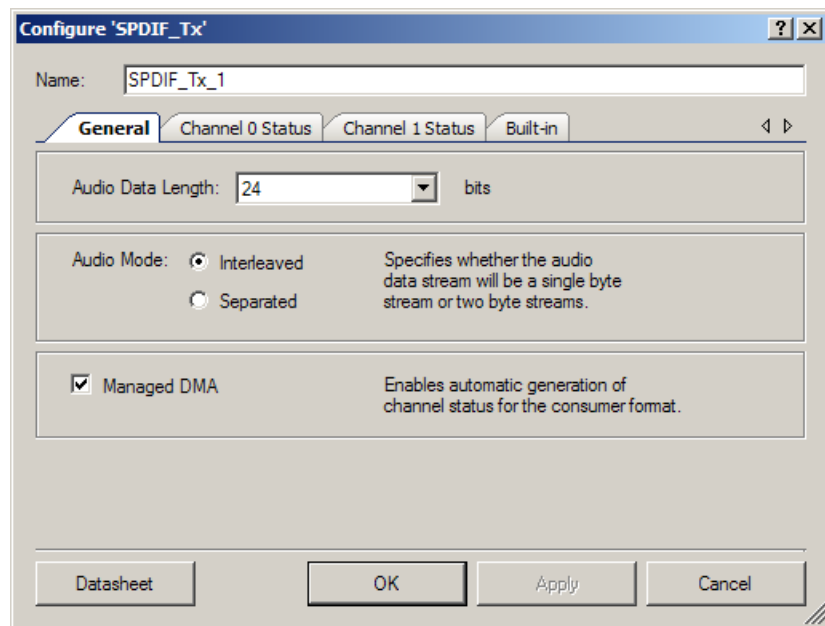 Configure 'SPDIF_Tx'
Name: SPDIF_Tx_1
General Channel 0 Status Channel 1 Status Built-in
Audio Data Length: 24 bits
Audio Mode: Interleaved
Separated
Specifies whether the audio
data stream will be a single byte
stream or two byte streams.
Managed DMA
Enables automatic generation of
channel status for the consumer format.
Datasheet OK Apply Cancel